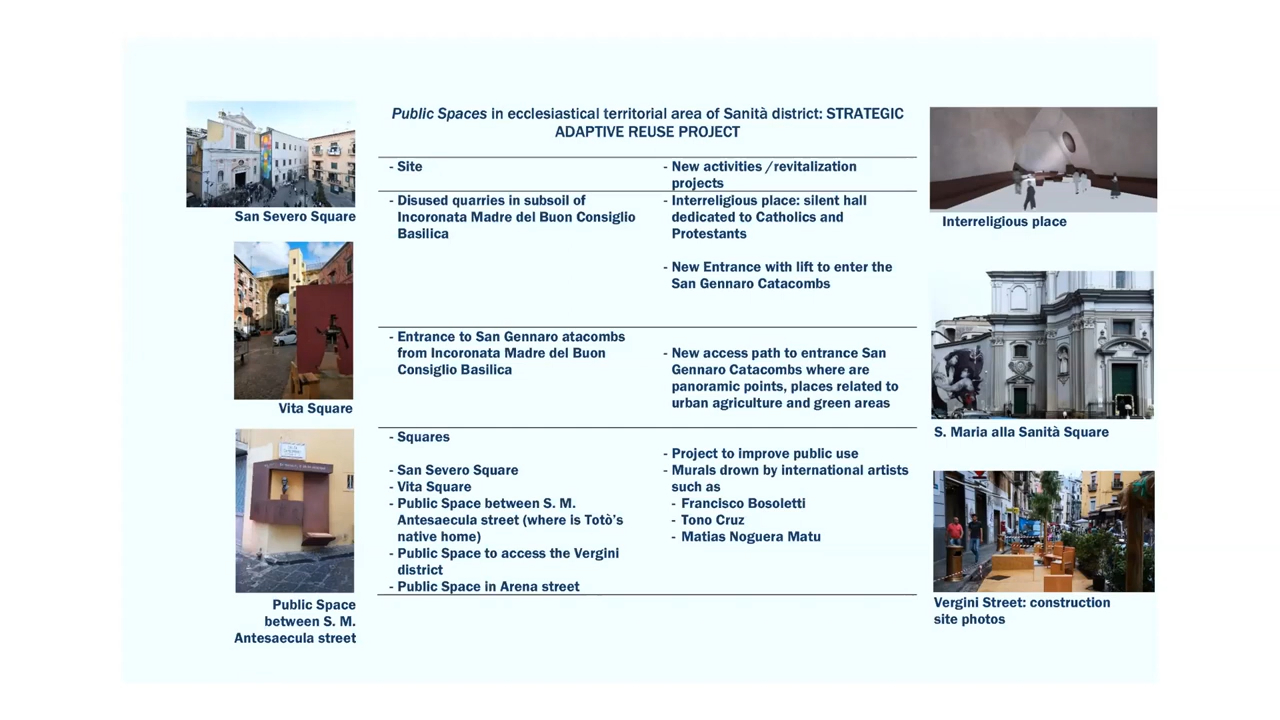 Public Spaces in ecclesiastical territorial area of Sanità district: STRATEGIC
ADAPTIVE REUSE PROJECT
- Site
- New activities /revitalization
projects
- Disused quarries in subsoil of
Incoronata Madre del Buon Consiglio
Basilica
- Interreligious place: silent hall
dedicated to Catholics and
Protestants
- New Entrance with lift to enter the
San Gennaro Catacombs
- Entrance to San Gennaro atacombs
from Incoronata Madre del Buon
Consiglio Basilica
- New access path to entrance San
Gennaro Catacombs where are
panoramic points, places related to
urban agriculture and green areas
- Squares
- San Severo Square
- Vita Square
- Public Space between S. M.
Antesaecula street (where is Totò's
native home)
- Public Space to access the Vergini
district
- Public Space in Arena street
- Project to improve public use
- Murals drown by international artists
such as
- Francisco Bosoletti
- Tono Cruz
- Matias Noguera Matu
San Severo Square
Vita Square
Public Space
between S. M.
Antesaecula street
Interreligious place
S. Maria alla Sanità Square
Vergini Street: construction
site photos